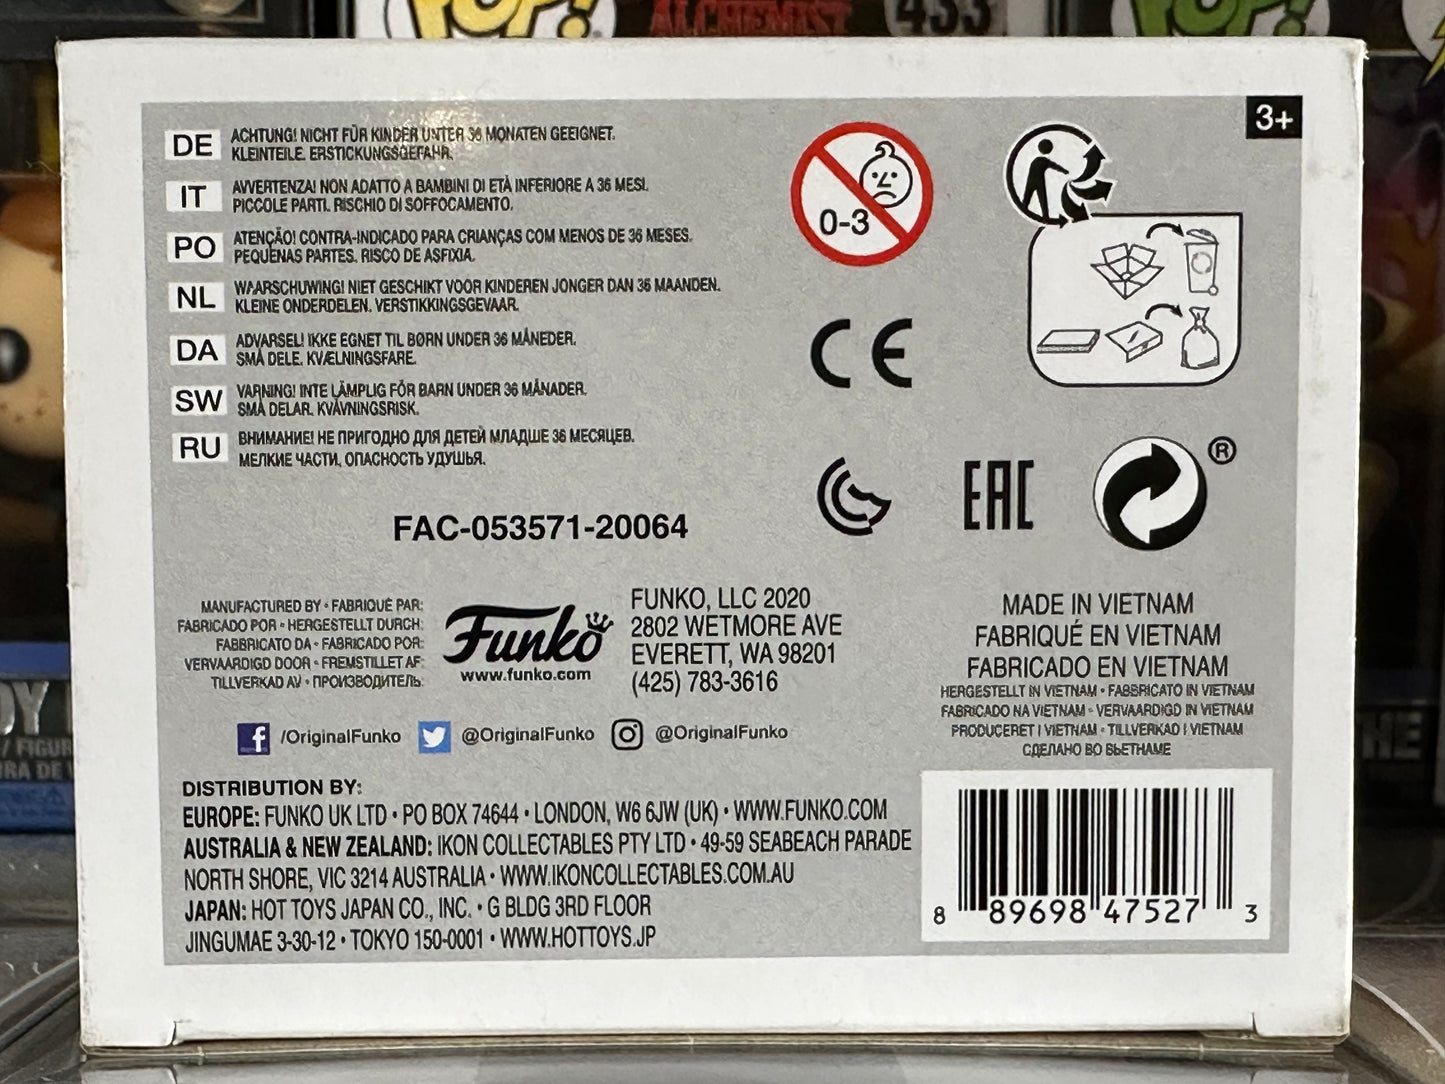 POP!
ALCHEMIST
433
POP!
3+
DE ACHTUNG! NICHT FÜR KINDER UNTER 36 MONATEN GEEIGNET.
KLEINTEILE. ERSTICKUNGSGEFAHR.
IT AVVERTENZA! NON ADATTO A BAMBINI DI ETÀ INFERIORE A 36 MESI.
PICCOLE PARTI. RISCHIO DI SOFFOCAMENTO.
PO ATENÇÃO! CONTRA-INDICADO PARA CRIANÇAS COM MENOS DE 36 MESES.
PEQUENAS PARTES. RISCO DE ASFIXIA.
NL WAARSCHUWING! NIET GESCHIKT VOOR KINDEREN JONGER DAN 36 MAANDEN.
KLEINE ONDERDELEN. VERSTIKKINGSGEVAAR.
DA ADVARSEL! IKKE EGNET TIL BØRN UNDER 36 MÅNEDER.
SMÅ DELE. KVÆLNINGSFARE.
SW VARNING! INTE LÄMPLIG FÖR BARN UNDER 36 MÅNADER.
SMÅ DELAR. KVÄVNINGSRISK.
RU ВНИМАНИЕ! НЕ ПРИГОДНО ДЛЯ ДЕТЕЙ МЛАДШЕ 36 МЕСЯЦЕВ.
МЕЛКИЕ ЧАСТИ, ОПАСНОСТЬ УДУШЬЯ.
0-3
CE
EAC
®
FAC-053571-20064
MANUFACTURED BY • FABRIQUÉ PAR:
FABRICADO POR • HERGESTELLT DURCH:
FABBRICATO DA • FABRICADO POR:
VERVAARDIGD DOOR • FREMSTILLET AF:
TILLVERKAD AV • ПРОИЗВОДИТЕЛЬ:
Funko
www.funko.com
FUNKO, LLC 2020
2802 WETMORE AVE
EVERETT, WA 98201
(425) 783-3616
MADE IN VIETNAM
FABRIQUÉ EN VIETNAM
FABRICADO EN VIETNAM
HERGESTELLT IN VIETNAM • FABBRICATO IN VIETNAM
FABRICADO NA VIETNAM • VERVAARDIGD IN VIETNAM
PRODUCERET I VIETNAM • TILLVERKAD I VIETNAM
СДЕЛАНО ВО ВЬЕТНАМЕ
/OriginalFunko @OriginalFunko @OriginalFunko
DISTRIBUTION BY:
EUROPE: FUNKO UK LTD • PO BOX 74644 • LONDON, W6 6JW (UK) • WWW.FUNKO.COM
AUSTRALIA & NEW ZEALAND: IKON COLLECTABLES PTY LTD • 49-59 SEABEACH PARADE
NORTH SHORE, VIC 3214 AUSTRALIA • WWW.IKONCOLLECTABLES.COM.AU
JAPAN: HOT TOYS JAPAN CO., INC. • G BLDG 3RD FLOOR
JINGUMAE 3-30-12 • TOKYO 150-0001 • WWW.HOTTOYS.JP
8 89698 47527 3